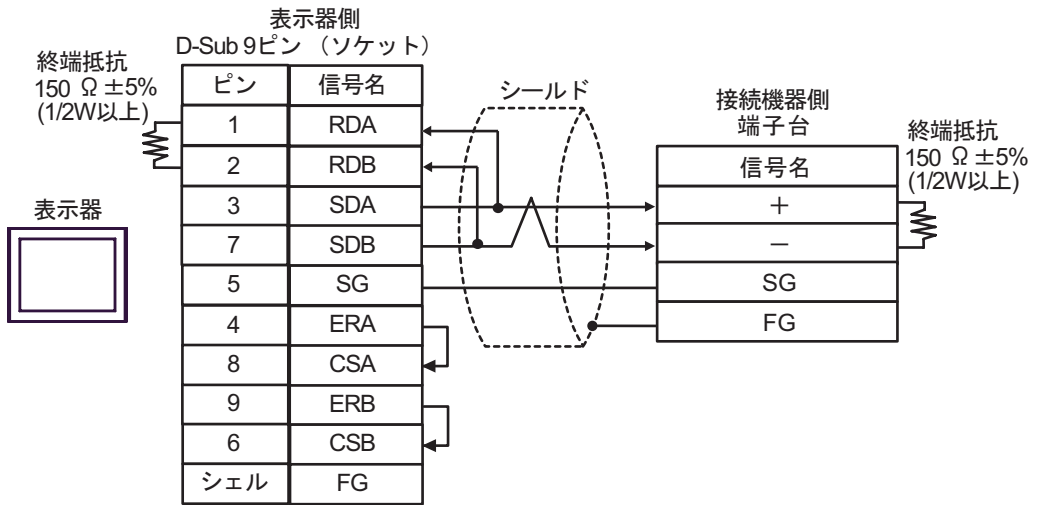 表示器側
D-Sub 9ピン （ソケット）
終端抵抗
150 Ω ±5%
(1/2W以上)
ピン 信号名
1 RDA
2 RDB
3 SDA
7 SDB
5 SG
4 ERA
8 CSA
9 ERB
6 CSB
シェル FG
表示器
シールド
接続機器側
端子台
信号名
＋
－
SG
FG
終端抵抗
150 Ω ±5%
(1/2W以上)